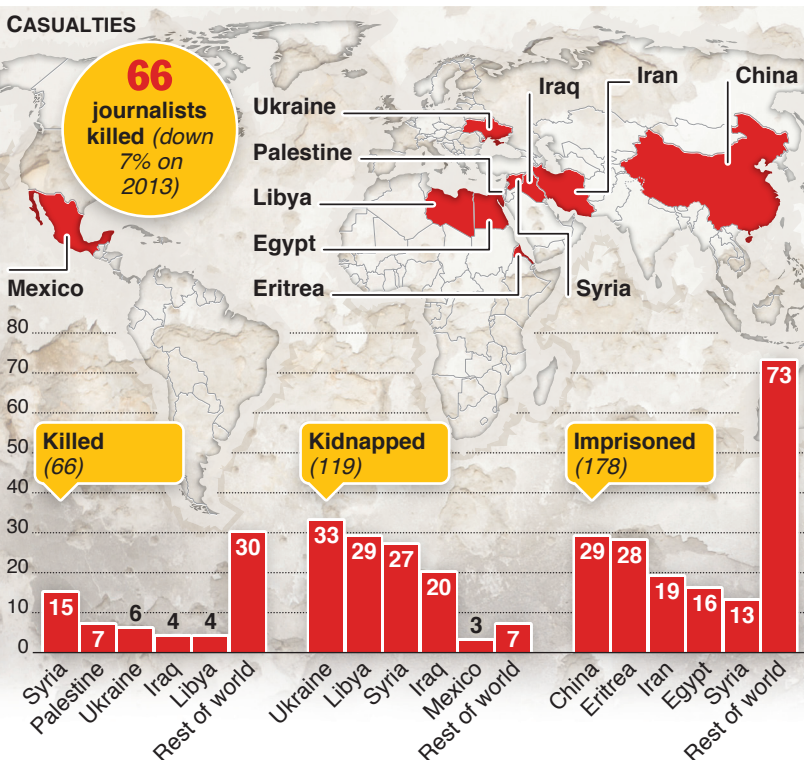 CASUALTIES
66
journalists
killed (down
7% on
2013)
Ukraine
Palestine
Libya
Egypt
Eritrea
Iraq
Iran
China
Syria
Mexico
80
70
60
50
40
30
20
10
0
Killed
(66)
15
7
6
4
4
30
Syria
Palestine
Ukraine
Iraq
Libya
Rest of world
Kidnapped
(119)
33
29
27
20
3
7
Ukraine
Libya
Syria
Iraq
Mexico
Rest of world
Imprisoned
(178)
29
28
19
16
13
73
China
Eritrea
Iran
Egypt
Syria
Rest of world